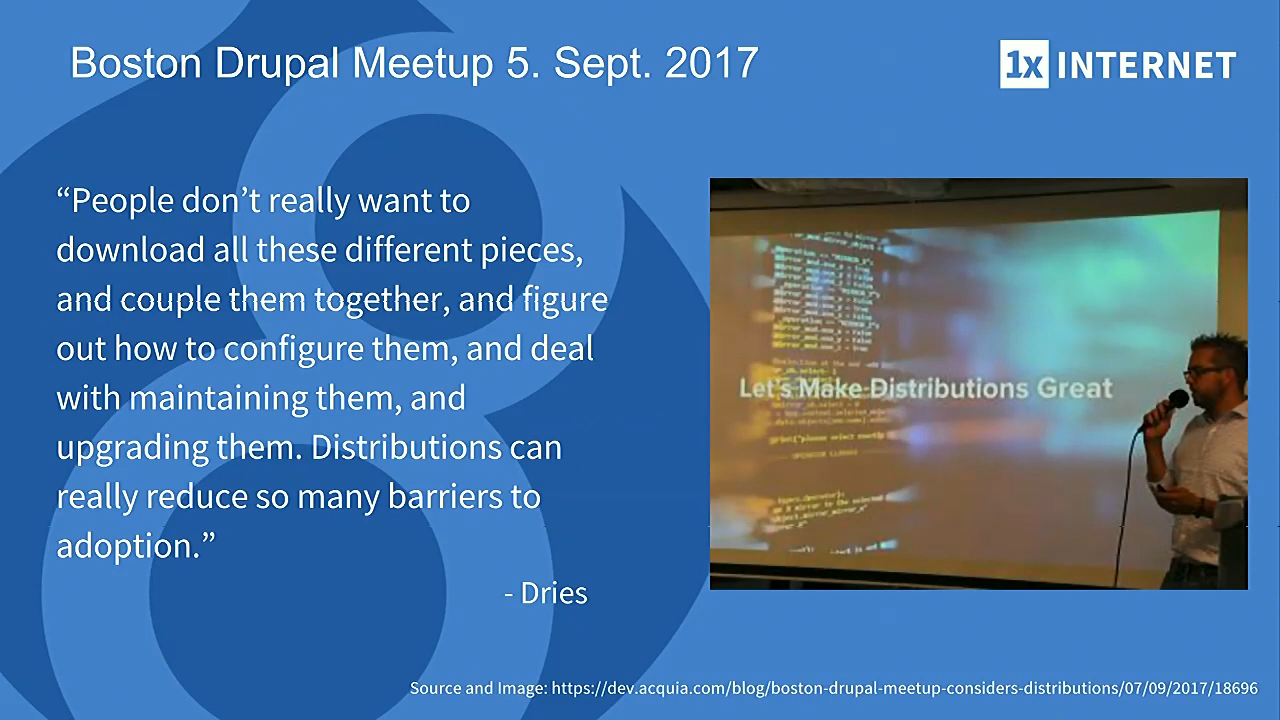 Boston Drupal Meetup 5. Sept. 2017
1x INTERNET
“People don’t really want to
download all these different pieces,
and couple them together, and figure
out how to configure them, and deal
with maintaining them, and
upgrading them. Distributions can
really reduce so many barriers to
adoption.”
- Dries
Let's Make Distributions Great
Source and Image: https://dev.acquia.com/blog/boston-drupal-meetup-considers-distributions/07/09/2017/18696